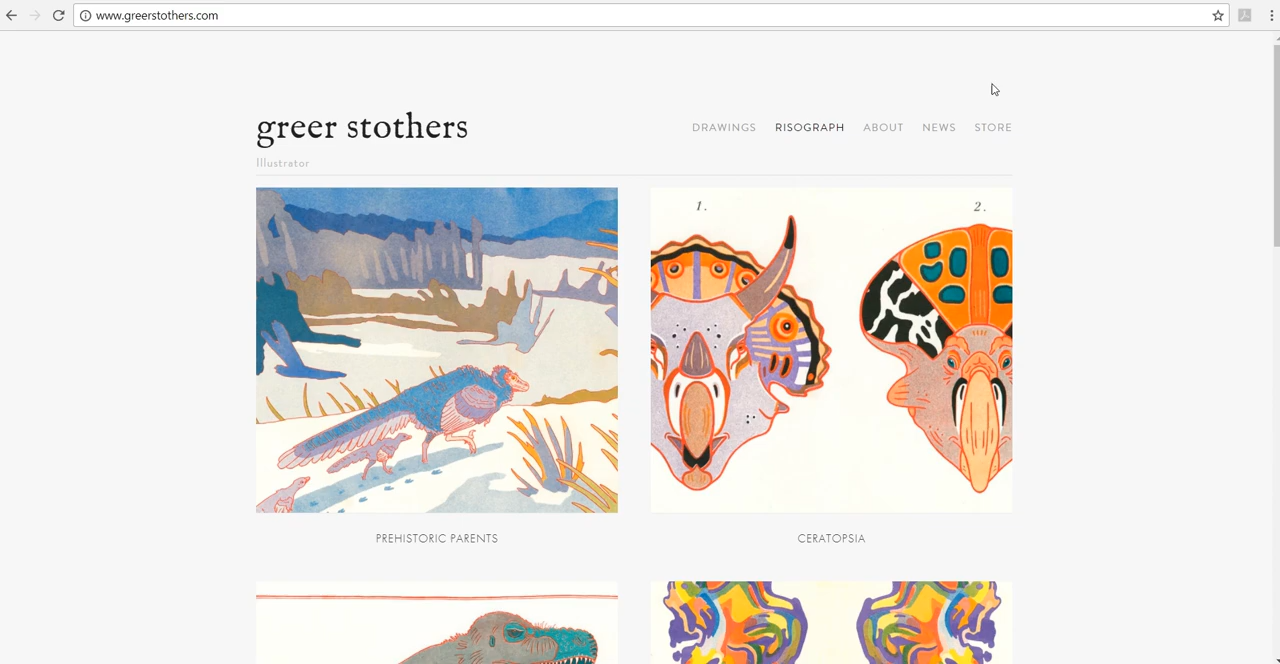 www.greerstothers.com
greer stothers
DRAWINGS RISOGRAPH ABOUT NEWS STORE
Illustrator
1. 2.
PREHISTORIC PARENTS
CERATOPSIA